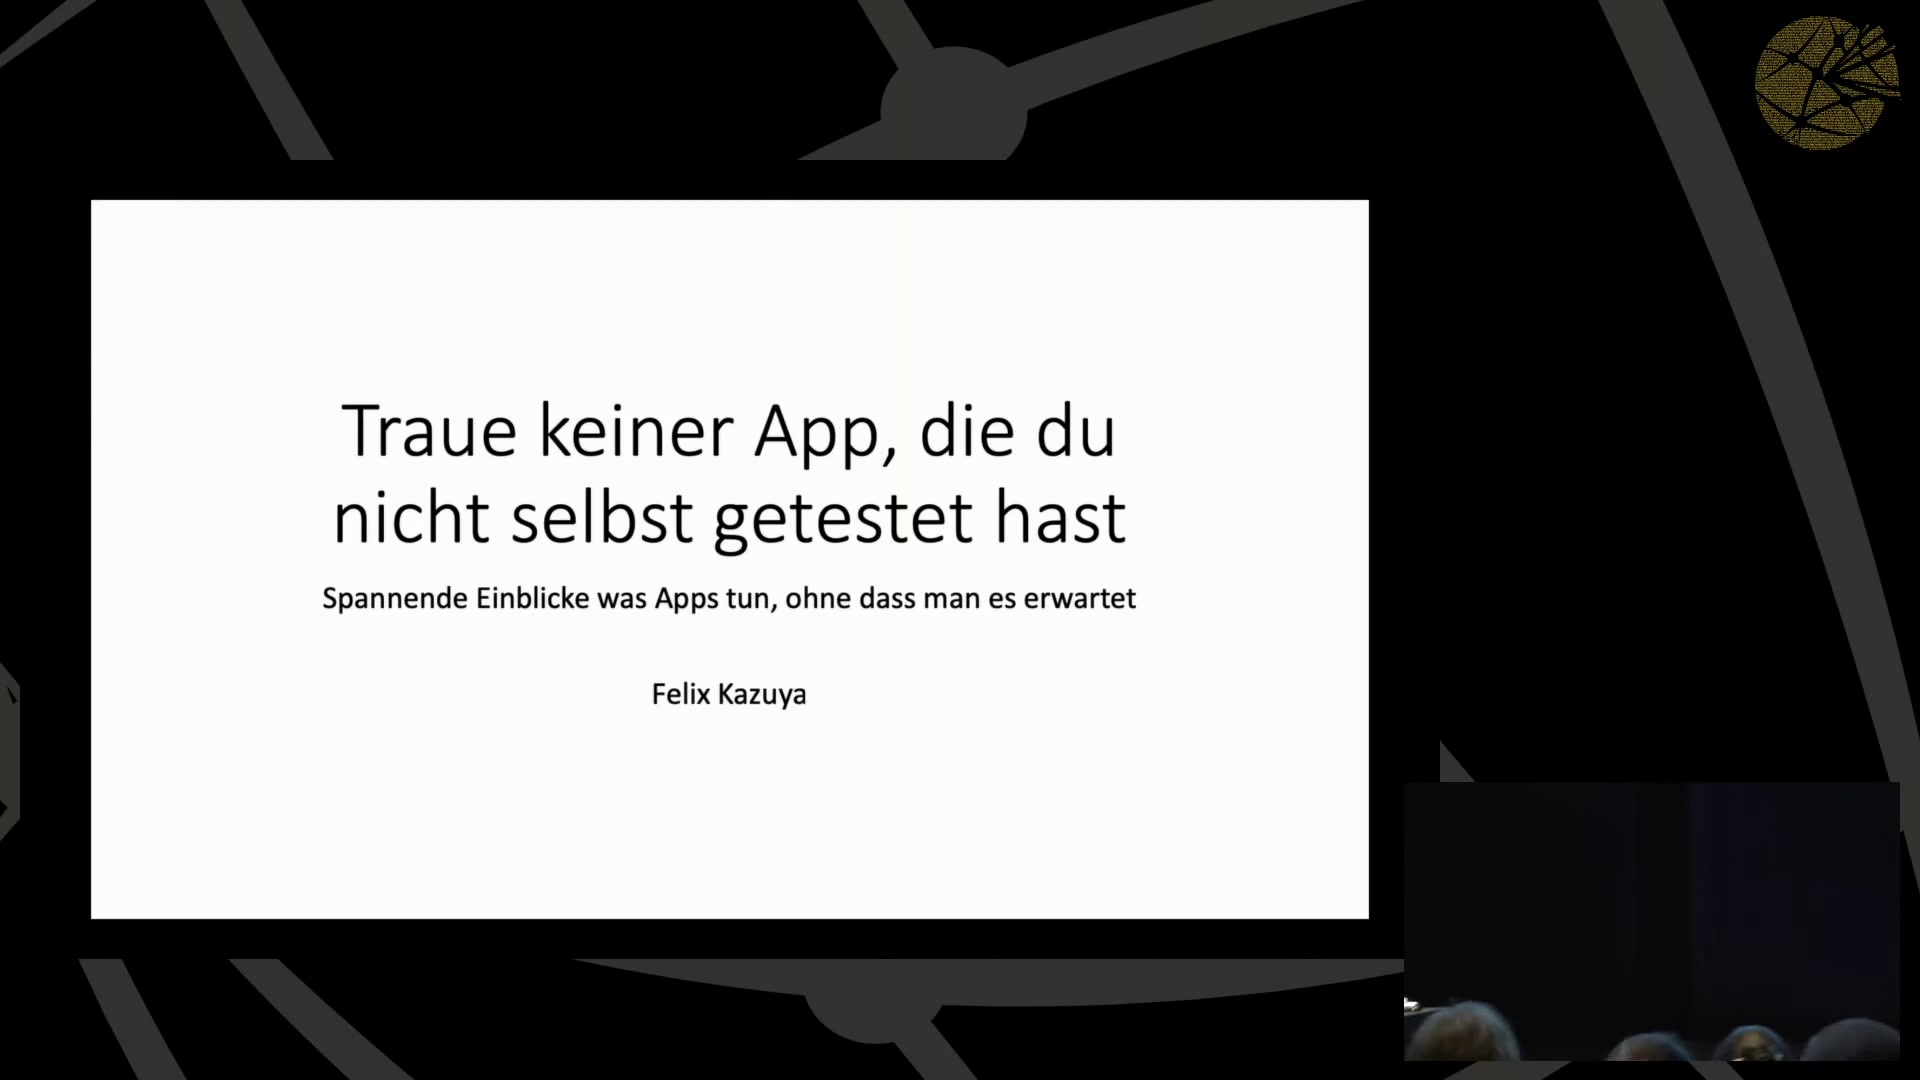 Traue keiner App, die du
nicht selbst getestet hast
Spannende Einblicke was Apps tun, ohne dass man es erwartet
Felix Kazuya